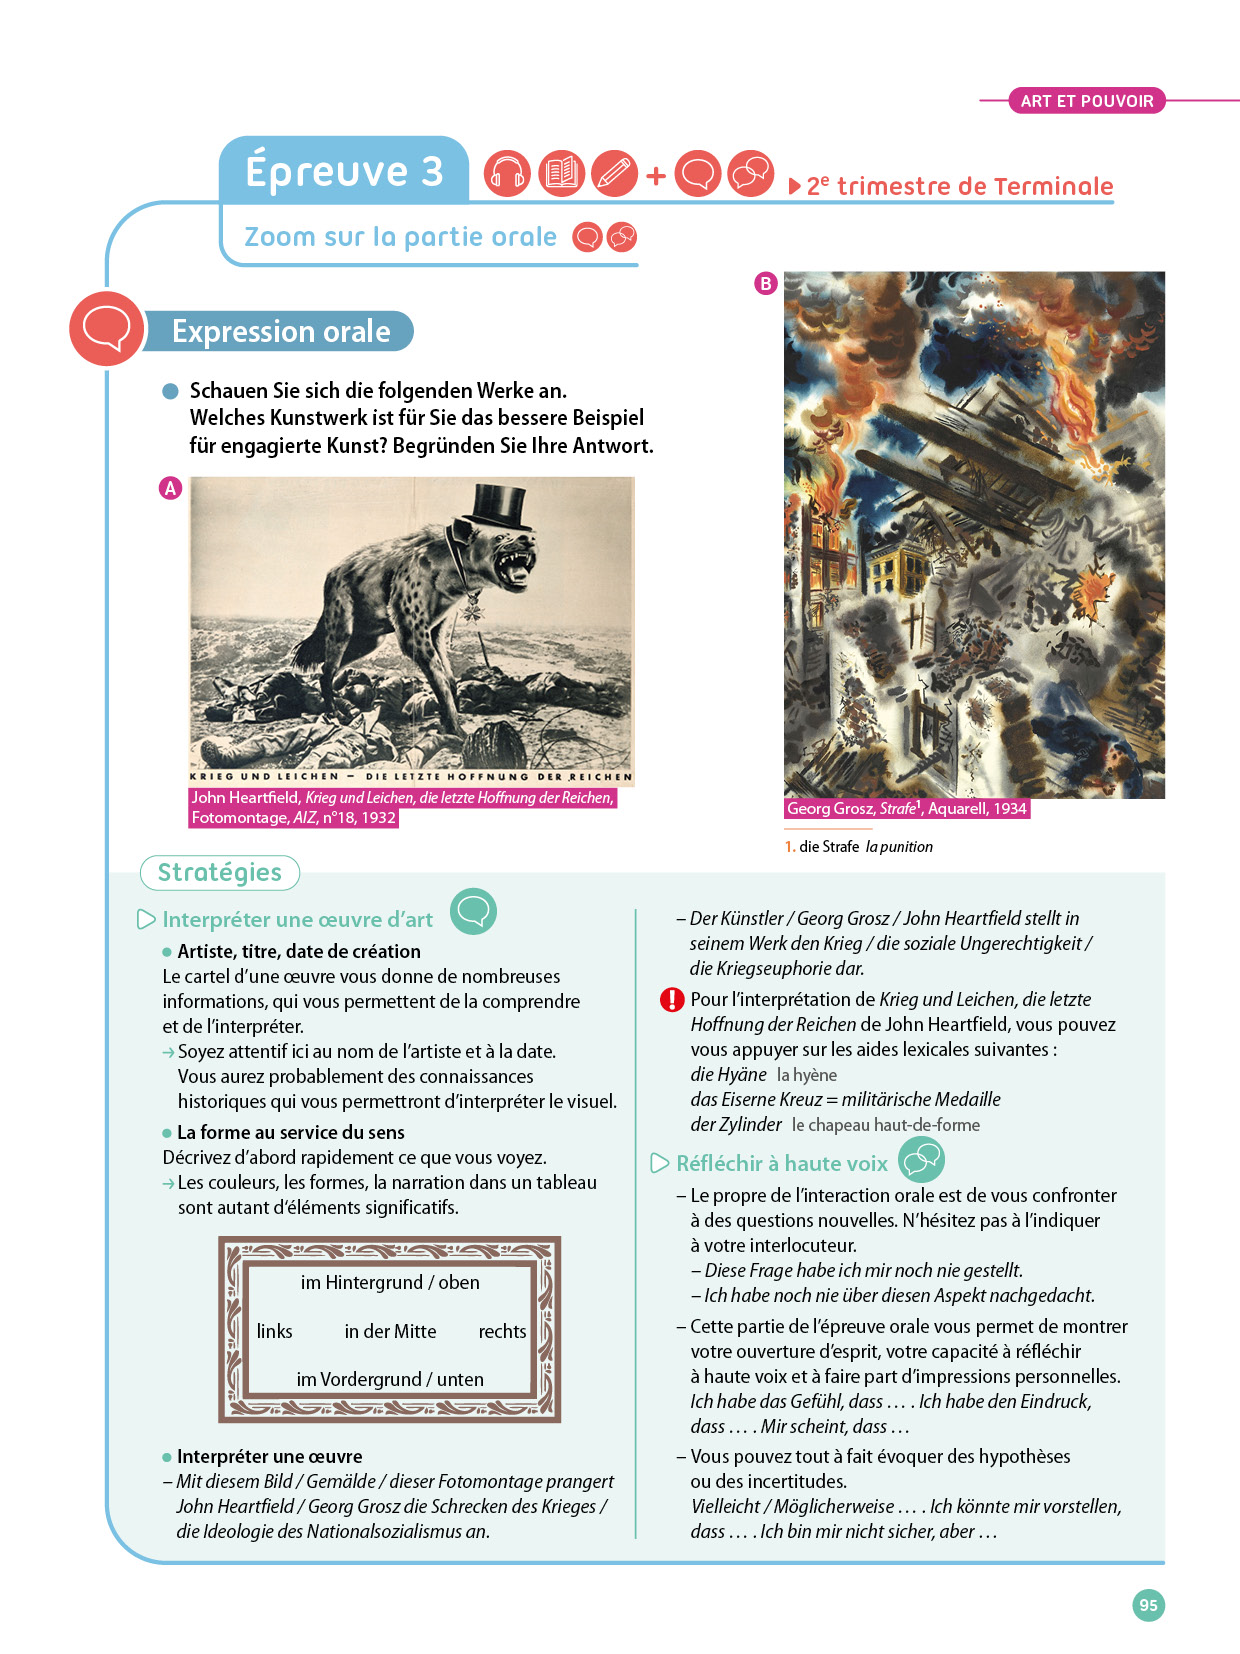 ART ET POUVOIR
Épreuve 3
+
2e trimestre de Terminale
Zoom sur la partie orale
Expression orale
Schauen Sie sich die folgenden Werke an.
Welches Kunstwerk ist für Sie das bessere Beispiel
für engagierte Kunst? Begründen Sie Ihre Antwort.
A
KRIEG UND LEICHEN – DIE LETZTE HOFFNUNG DER REICHEN
John Heartfield, Krieg und Leichen, die letzte Hoffnung der Reichen,
Fotomontage, AIZ, n°18, 1932
B
Georg Grosz, Strafe¹, Aquarell, 1934
1. die Strafe la punition
Stratégies
Interpréter une œuvre d’art
• Artiste, titre, date de création
Le cartel d’une œuvre vous donne de nombreuses
informations, qui vous permettent de la comprendre
et de l’interpréter.
→ Soyez attentif ici au nom de l’artiste et à la date.
Vous aurez probablement des connaissances
historiques qui vous permettront d’interpréter le visuel.
• La forme au service du sens
Décrivez d’abord rapidement ce que vous voyez.
→ Les couleurs, les formes, la narration dans un tableau
sont autant d‘éléments significatifs.
im Hintergrund / oben
links in der Mitte rechts
im Vordergrund / unten
• Interpréter une œuvre
– Mit diesem Bild / Gemälde / dieser Fotomontage prangert
John Heartfield / Georg Grosz die Schrecken des Krieges /
die Ideologie des Nationalsozialismus an.
– Der Künstler / Georg Grosz / John Heartfield stellt in
seinem Werk den Krieg / die soziale Ungerechtigkeit /
die Kriegseuphorie dar.
! Pour l’interprétation de Krieg und Leichen, die letzte
Hoffnung der Reichen de John Heartfield, vous pouvez
vous appuyer sur les aides lexicales suivantes :
die Hyäne la hyène
das Eiserne Kreuz = militärische Medaille
der Zylinder le chapeau haut-de-forme
Réfléchir à haute voix
– Le propre de l’interaction orale est de vous confronter
à des questions nouvelles. N’hésitez pas à l’indiquer
à votre interlocuteur.
– Diese Frage habe ich mir noch nie gestellt.
– Ich habe noch nie über diesen Aspekt nachgedacht.
– Cette partie de l’épreuve orale vous permet de montrer
votre ouverture d’esprit, votre capacité à réfléchir
à haute voix et à faire part d’impressions personnelles.
Ich habe das Gefühl, dass … . Ich habe den Eindruck,
dass … . Mir scheint, dass …
– Vous pouvez tout à fait évoquer des hypothèses
ou des incertitudes.
Vielleicht / Möglicherweise … . Ich könnte mir vorstellen,
dass … . Ich bin mir nicht sicher, aber …
95